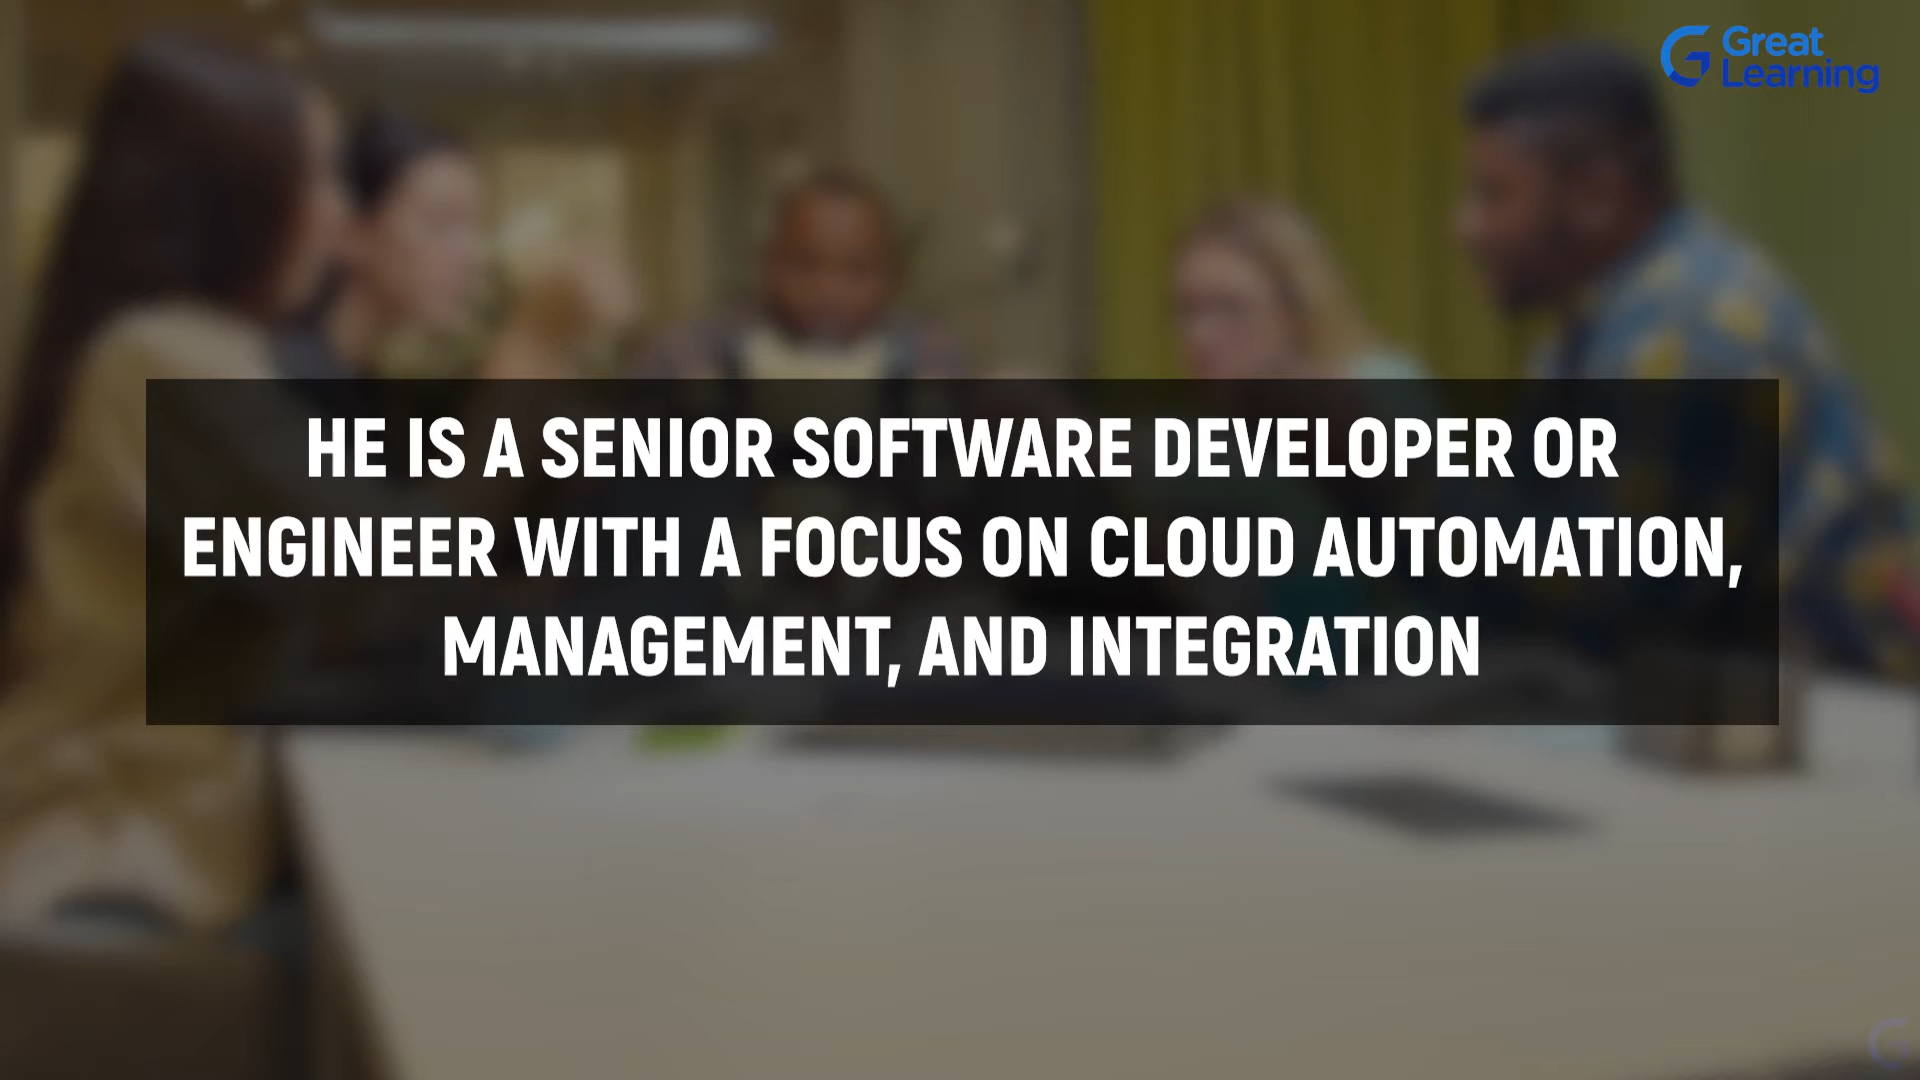 Great
Learning
HE IS A SENIOR SOFTWARE DEVELOPER OR
ENGINEER WITH A FOCUS ON CLOUD AUTOMATION,
MANAGEMENT, AND INTEGRATION